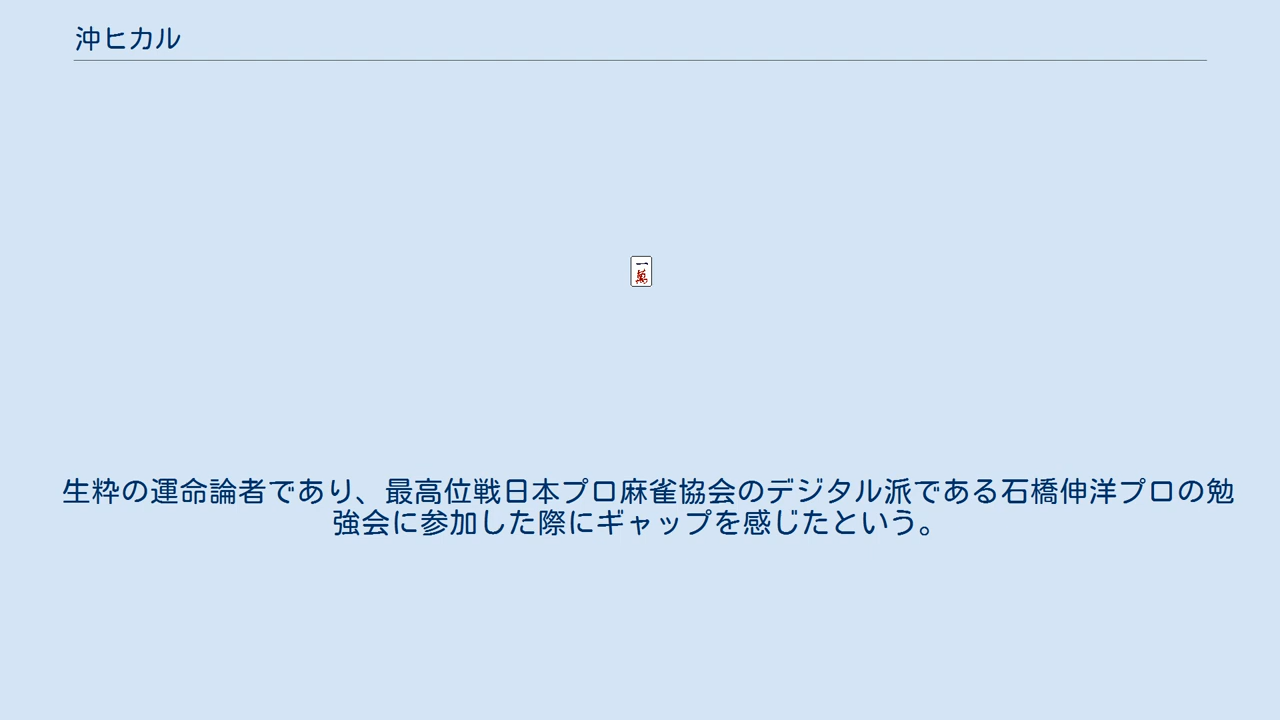 沖ヒカル
一
萬
生粋の運命論者であり、最高位戦日本プロ麻雀協会のデジタル派である石橋伸洋プロの勉
強会に参加した際にギャップを感じたという。